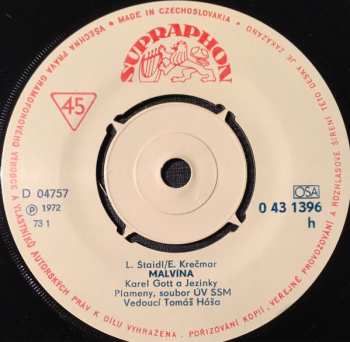 MADE IN CZECHOSLOVAKIA • VŠECHNA PRÁVA GRAMOFONOVÉHO VÝROBCE A VLASTNÍKŮ AUTORSKÝCH PRÁV K DÍLU VYHRAZENA. POŘIZOVÁNÍ KOPIÍ, VEŘEJNÉ PROVOZOVÁNÍ A ROZHLASOVÉ ŠÍŘENÍ TÉTO DESKY JE ZAKÁZÁNO
SUPRAPHON
45
D 04757
Ⓟ 1972
73 1
OSA
0 43 1396
h
L. Štaidl/E. Krečmar
MALVÍNA
Karel Gott a Jezinky
Plameny, soubor ÚV SSM
Vedoucí Tomáš Háša